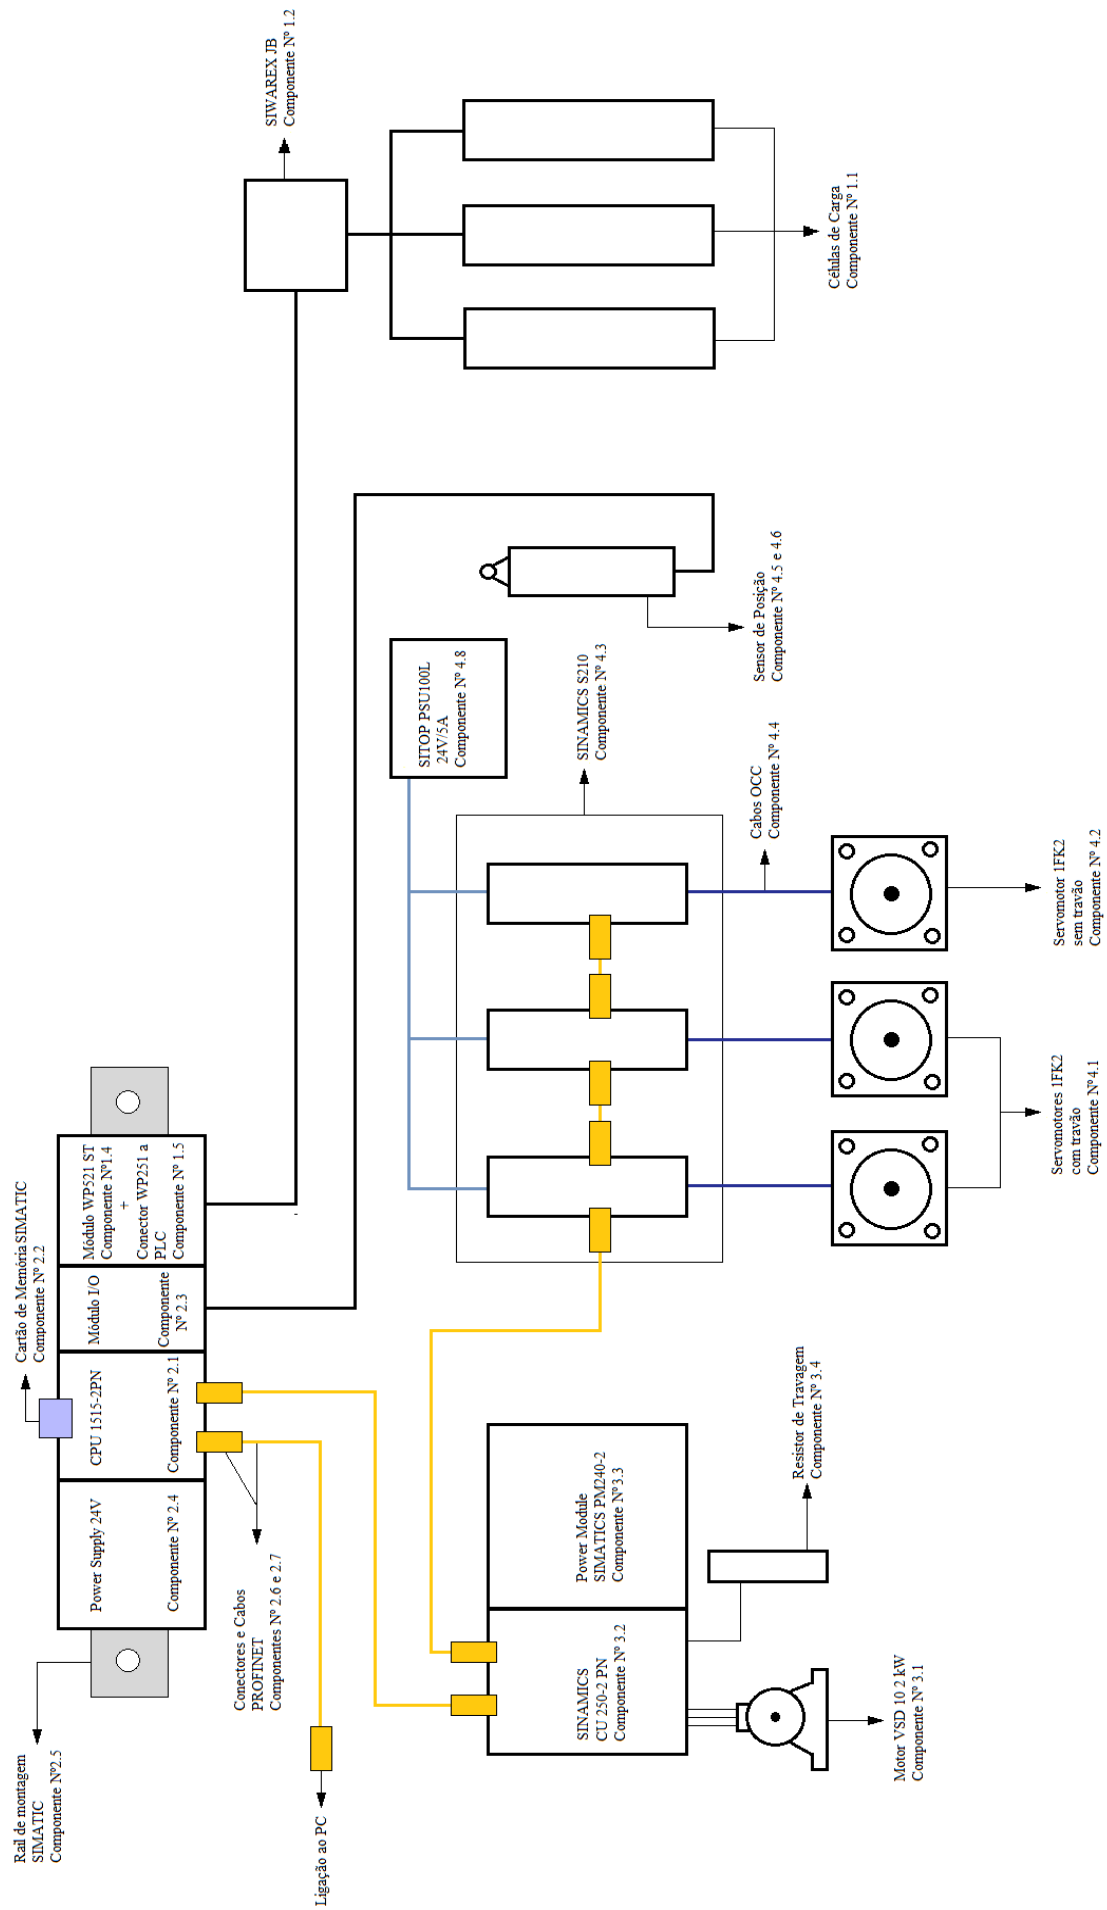 Rail de montagem
SIMATIC
Componente Nº2.5
Cartão de Memória SIMATIC
Componente Nº 2.2
Power Supply 24V
Componente Nº 2.4
CPU 1515-2PN
Componente Nº 2.1
Módulo I/O
Componente
Nº 2.3
Módulo WP521 ST
Componente Nº1.4
+
Conector WP251 a
PLC
Componente Nº 1.5
SIWAREX JB
Componente Nº 1.2
Conectores e Cabos
PROFINET
Componentes Nº 2.6 e 2.7
Ligação ao PC
SITOP PSU100L
24V/5A
Componente Nº 4.8
SINAMICS S210
Componente Nº 4.3
Sensor de Posição
Componente Nº 4.5 e 4.6
Células de Carga
Componente Nº 1.1
SINAMICS
CU 250-2 PN
Componente Nº 3.2
Power Module
SIMATICS PM240-2
Componente Nº3.3
Cabos OCC
Componente Nº 4.4
Resistor de Travagem
Componente Nº 3.4
Motor VSD 10 2 kW
Componente Nº 3.1
Servomotores 1FK2
com travão
Componente Nº4.1
Servomotor 1FK2
sem travão
Componente Nº 4.2